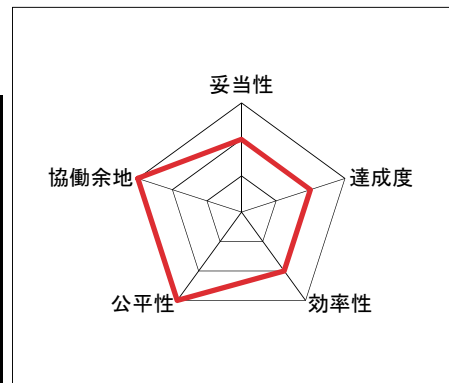 妥当性
協働余地
達成度
公平性
効率性